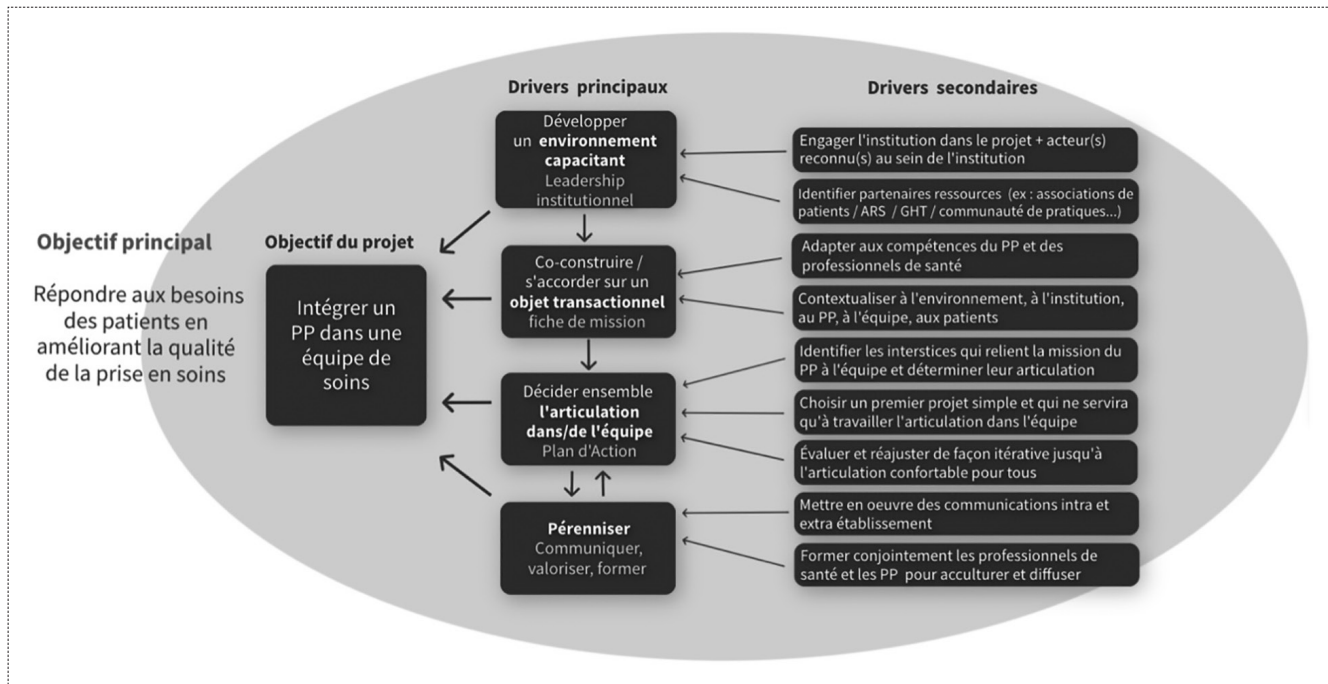 Objectif principal
Répondre aux besoins
des patients en
améliorant la qualité
de la prise en soins
Objectif du projet
Intégrer un
PP dans une
équipe de
soins
Drivers principaux
Développer
un environnement
capacitant
Leadership
institutionnel
Co-construire /
s'accorder sur un
objet transactionnel
fiche de mission
Décider ensemble
l'articulation
dans/de l'équipe
Plan d'Action
Pérenniser
Communiquer,
valoriser, former
Drivers secondaires
Engager l'institution dans le projet + acteur(s)
reconnu(s) au sein de l'institution
Identifier partenaires ressources (ex : associations de
patients / ARS / GHT / communauté de pratiques...)
Adapter aux compétences du PP et des
professionnels de santé
Contextualiser à l'environnement, à l'institution,
au PP, à l'équipe, aux patients
Identifier les interstices qui relient la mission du
PP à l'équipe et déterminer leur articulation
Choisir un premier projet simple et qui ne servira
qu'à travailler l'articulation dans l'équipe
Évaluer et réajuster de façon itérative jusqu'à
l'articulation confortable pour tous
Mettre en oeuvre des communications intra et
extra établissement
Former conjointement les professionnels de
santé et les PP pour acculturer et diffuser